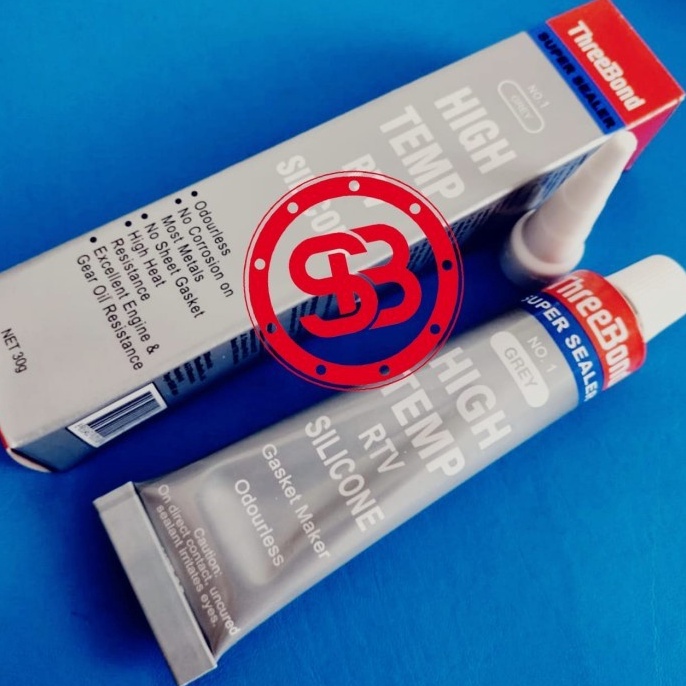 ThreeBond
SUPER SEALER
NO.1
GREY
HIGH
TEMP
Odourless
No Corrosion on
Most Metals
No Sheet Gasket
High Heat
Resistance
Excellent Engine &
Gear Oil Resistance
NET 30g
SB
ThreeBond
SUPER SEALER
NO. 1
GREY
HIGH
TEMP
RTV
SILICONE
Gasket Maker
Odourless
Caution:
On direct contact, uncured
sealant irritates eyes.